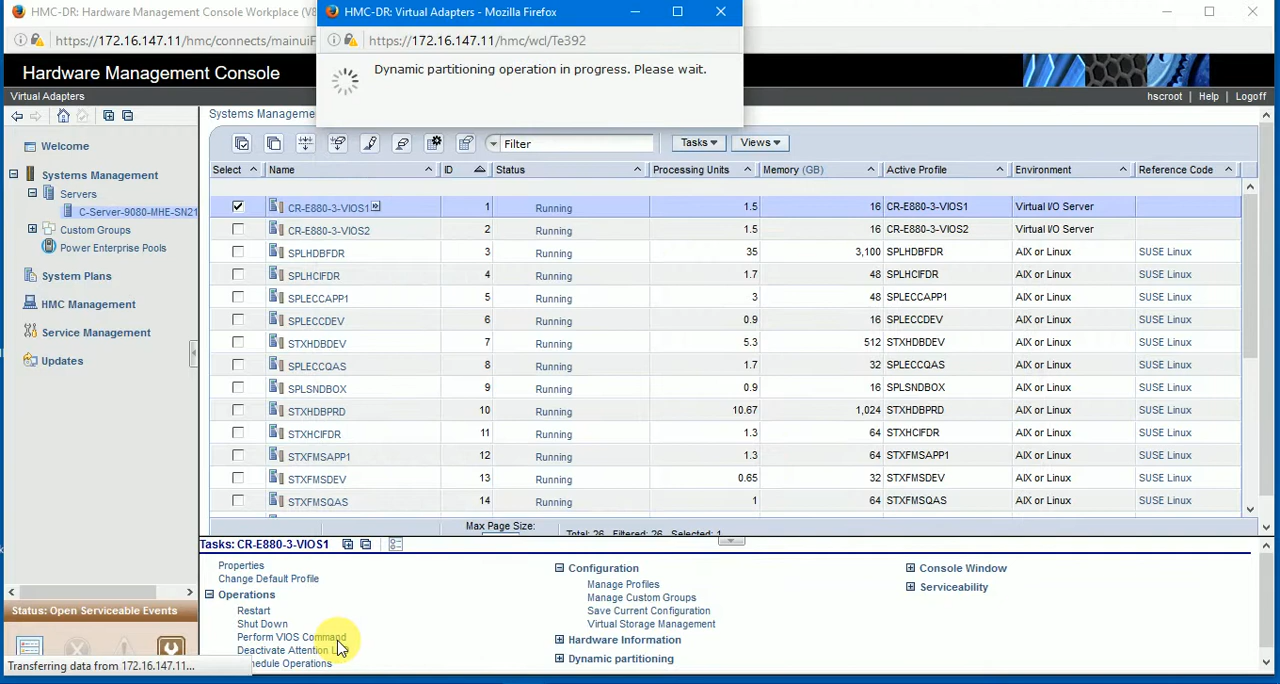 HMC-DR: Hardware Management Console Workplace (V8
HMC-DR: Virtual Adapters - Mozilla Firefox
https://172.16.147.11/hmc/connects/mainuiF
https://172.16.147.11/hmc/wcl/Te392
Dynamic partitioning operation in progress. Please wait.
Hardware Management Console
Virtual Adapters
hscroot | Help | Logoff
Systems Manageme
Filter
Tasks
Views
Select Name ID Status Processing Units Memory (GB) Active Profile Environment Reference Code
Welcome
Systems Management
Servers
C-Server-9080-MHE-SN21
Custom Groups
Power Enterprise Pools
System Plans
HMC Management
Service Management
Updates
CR-E880-3-VIOS1 1 Running 1.5 16 CR-E880-3-VIOS1 Virtual I/O Server
CR-E880-3-VIOS2 2 Running 1.5 16 CR-E880-3-VIOS2 Virtual I/O Server
SPLHDBFDR 3 Running 35 3,100 SPLHDBFDR AIX or Linux SUSE Linux
SPLHCIFDR 4 Running 1.7 48 SPLHCIFDR AIX or Linux SUSE Linux
SPLECCAPP1 5 Running 3 48 SPLECCAPP1 AIX or Linux SUSE Linux
SPLECCDEV 6 Running 0.9 16 SPLECCDEV AIX or Linux SUSE Linux
STXHDBDEV 7 Running 5.3 512 STXHDBDEV AIX or Linux SUSE Linux
SPLECCQAS 8 Running 1.7 32 SPLECCQAS AIX or Linux SUSE Linux
SPLSNDBOX 9 Running 0.9 16 SPLSNDBOX AIX or Linux SUSE Linux
STXHDBPRD 10 Running 10.67 1,024 STXHDBPRD AIX or Linux SUSE Linux
STXHCIFDR 11 Running 1.3 64 STXHCIFDR AIX or Linux SUSE Linux
STXFMSAPP1 12 Running 1.3 64 STXFMSAPP1 AIX or Linux SUSE Linux
STXFMSDEV 13 Running 0.65 32 STXFMSDEV AIX or Linux SUSE Linux
STXFMSQAS 14 Running 1 64 STXFMSQAS AIX or Linux SUSE Linux
Max Page Size:
Total: 26 Filtered: 26 Selected: 1
Tasks: CR-E880-3-VIOS1
Properties
Change Default Profile
Operations
Restart
Shut Down
Perform VIOS Command
Deactivate Attention L
hedule Operations
Configuration
Manage Profiles
Manage Custom Groups
Save Current Configuration
Virtual Storage Management
Hardware Information
Dynamic partitioning
Console Window
Serviceability
Status: Open Serviceable Events
Transferring data from 172.16.147.11...